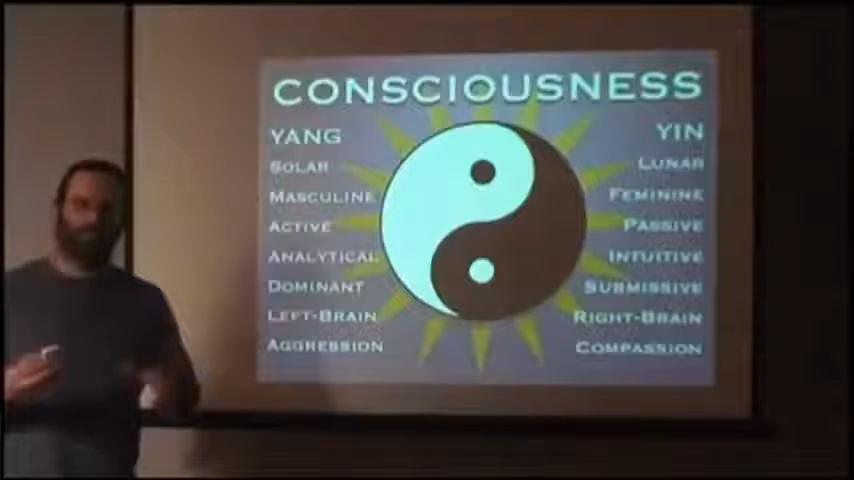 CONSCIOUSNESS
YANG
SOLAR
MASCULINE
ACTIVE
ANALYTICAL
DOMINANT
LEFT-BRAIN
AGGRESSION
YIN
LUNAR
FEMININE
PASSIVE
INTUITIVE
SUBMISSIVE
RIGHT-BRAIN
COMPASSION